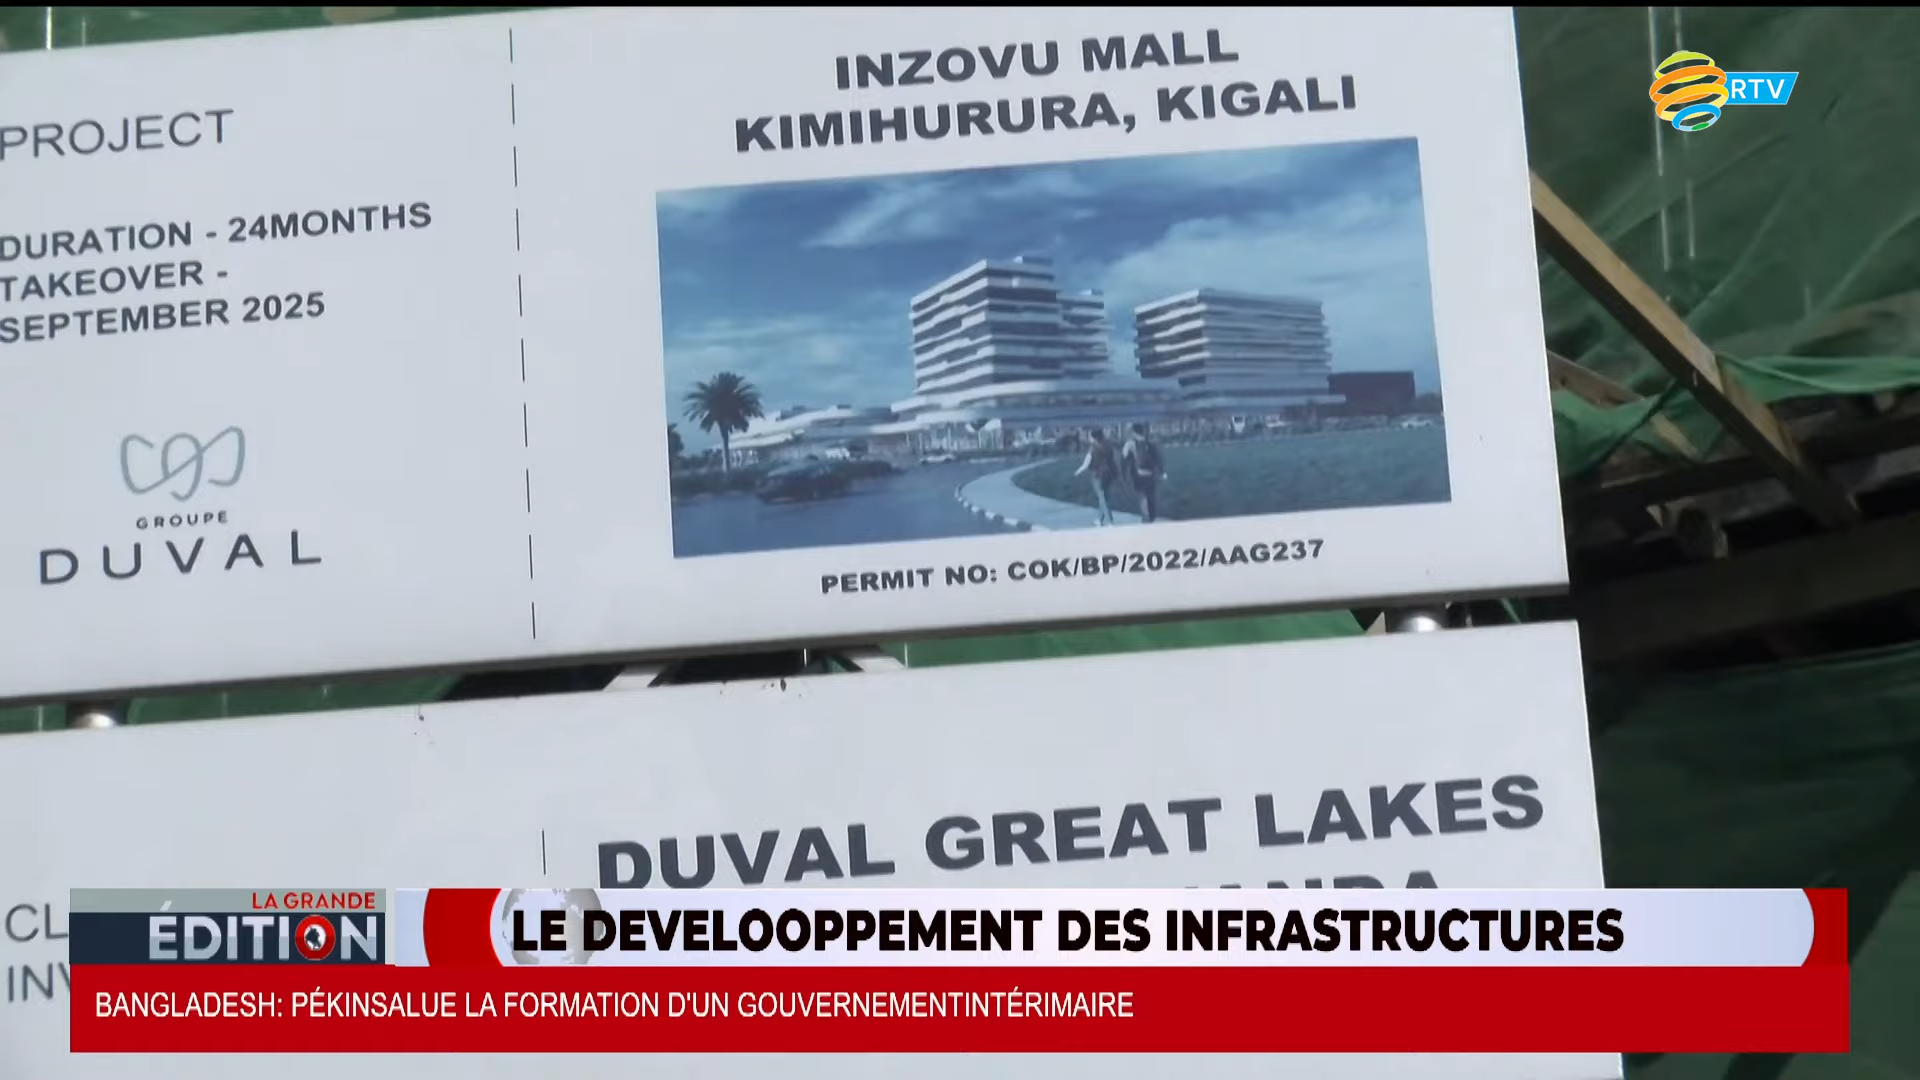 INZOVU MALL
KIMIHURURA, KIGALI
RTV
PROJECT
DURATION - 24MONTHS
TAKEOVER -
SEPTEMBER 2025
GROUPE
DUVAL
PERMIT NO: COK/BP/2022/AAG237
DUVAL GREAT LAKES
LA GRANDE
ÉDITION
LE DEVELOOPPEMENT DES INFRASTRUCTURES
BANGLADESH: PÉKINSALUE LA FORMATION D'UN GOUVERNEMENTINTÉRIMAIRE